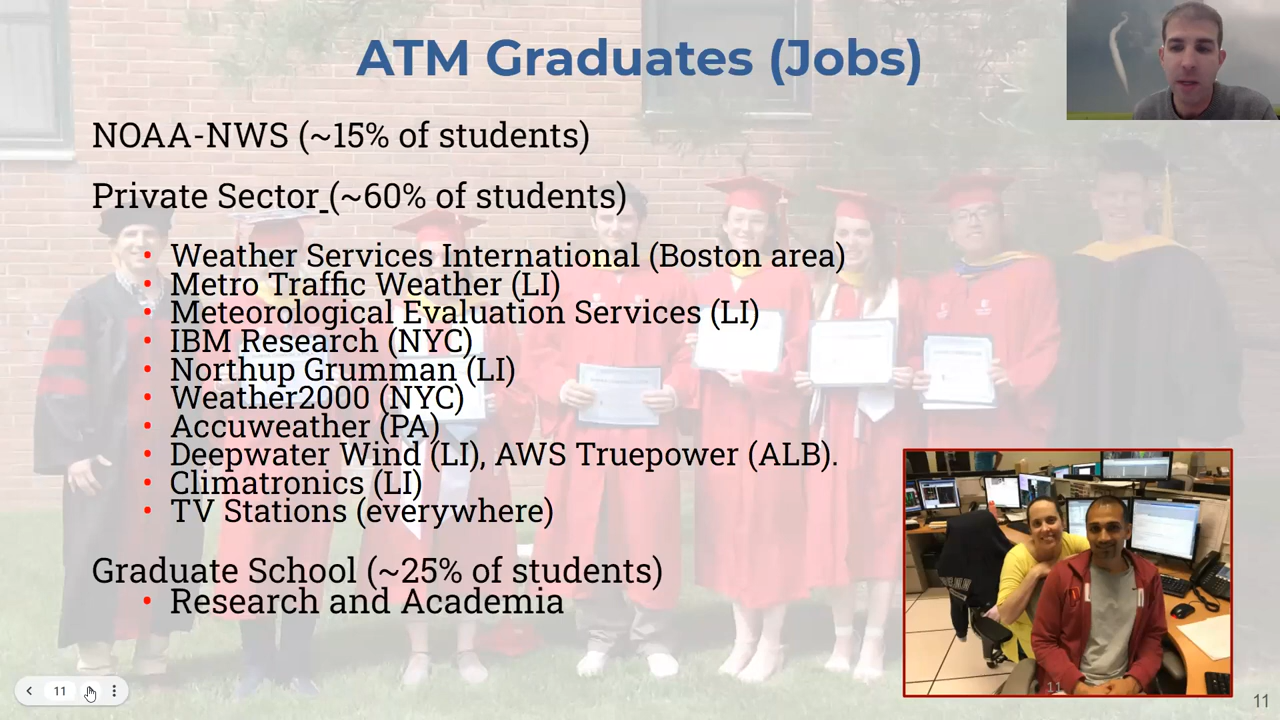 ATM Graduates (Jobs)
NOAA-NWS (~15% of students)
Private Sector (~60% of students)
• Weather Services International (Boston area)
• Metro Traffic Weather (LI)
• Meteorological Evaluation Services (LI)
• IBM Research (NYC)
• Northup Grumman (LI)
• Weather2000 (NYC)
• Accuweather (PA)
• Deepwater Wind (LI), AWS Truepower (ALB).
• Climatronics (LI)
• TV Stations (everywhere)
Graduate School (~25% of students)
• Research and Academia
11
11
11